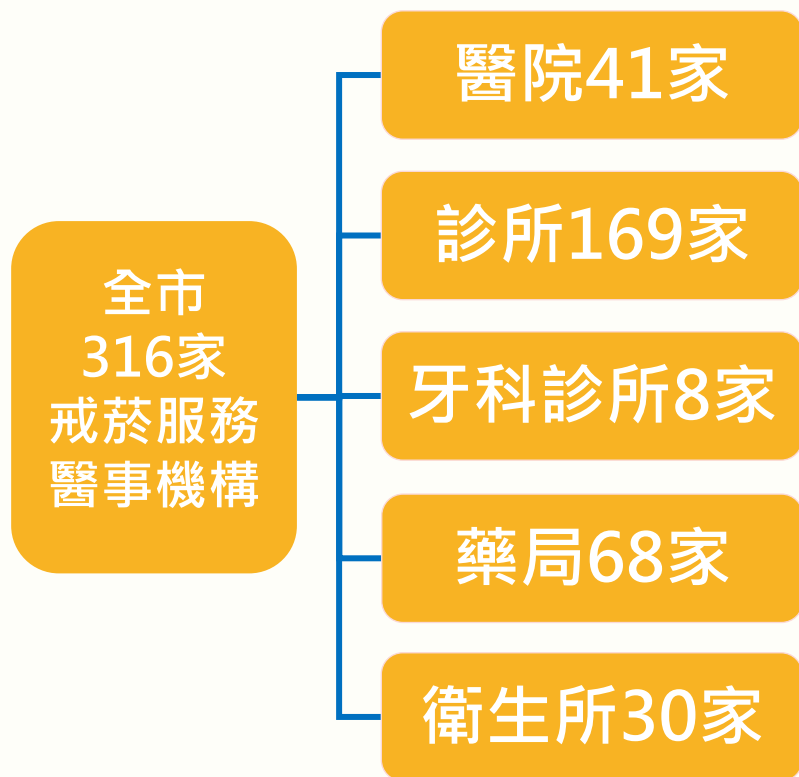 全市
316家
戒菸服務
醫事機構
醫院41家
診所169家
牙科診所8家
藥局68家
衛生所30家